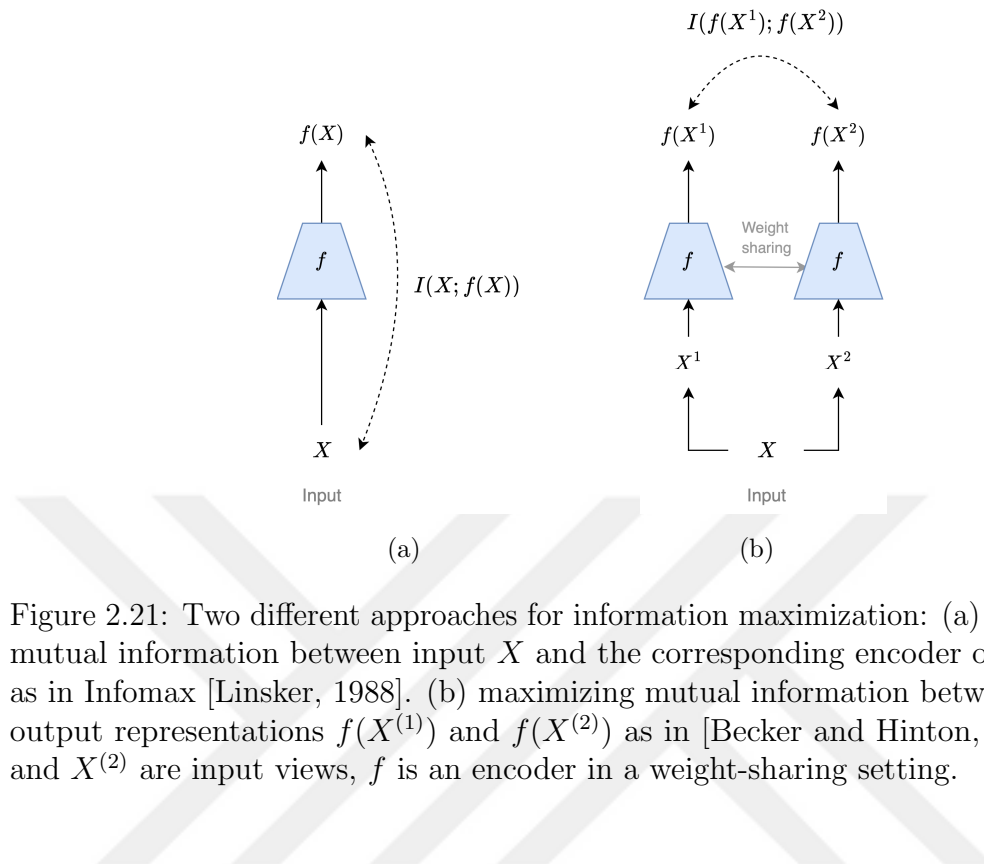 I(f(X¹); f(X²))
f(X)
f(X¹) f(X²)
Weight
sharing
f
f
f
I(X; f(X))
X¹ X²
X
X
Input
Input
(a) (b)
Figure 2.21: Two different approaches for information maximization: (a)
mutual information between input X and the corresponding encoder
as in Infomax [Linsker, 1988]. (b) maximizing mutual information
output representations f(X⁽¹⁾) and f(X⁽²⁾) as in [Becker and Hinton,
and X⁽²⁾ are input views, f is an encoder in a weight-sharing setting.